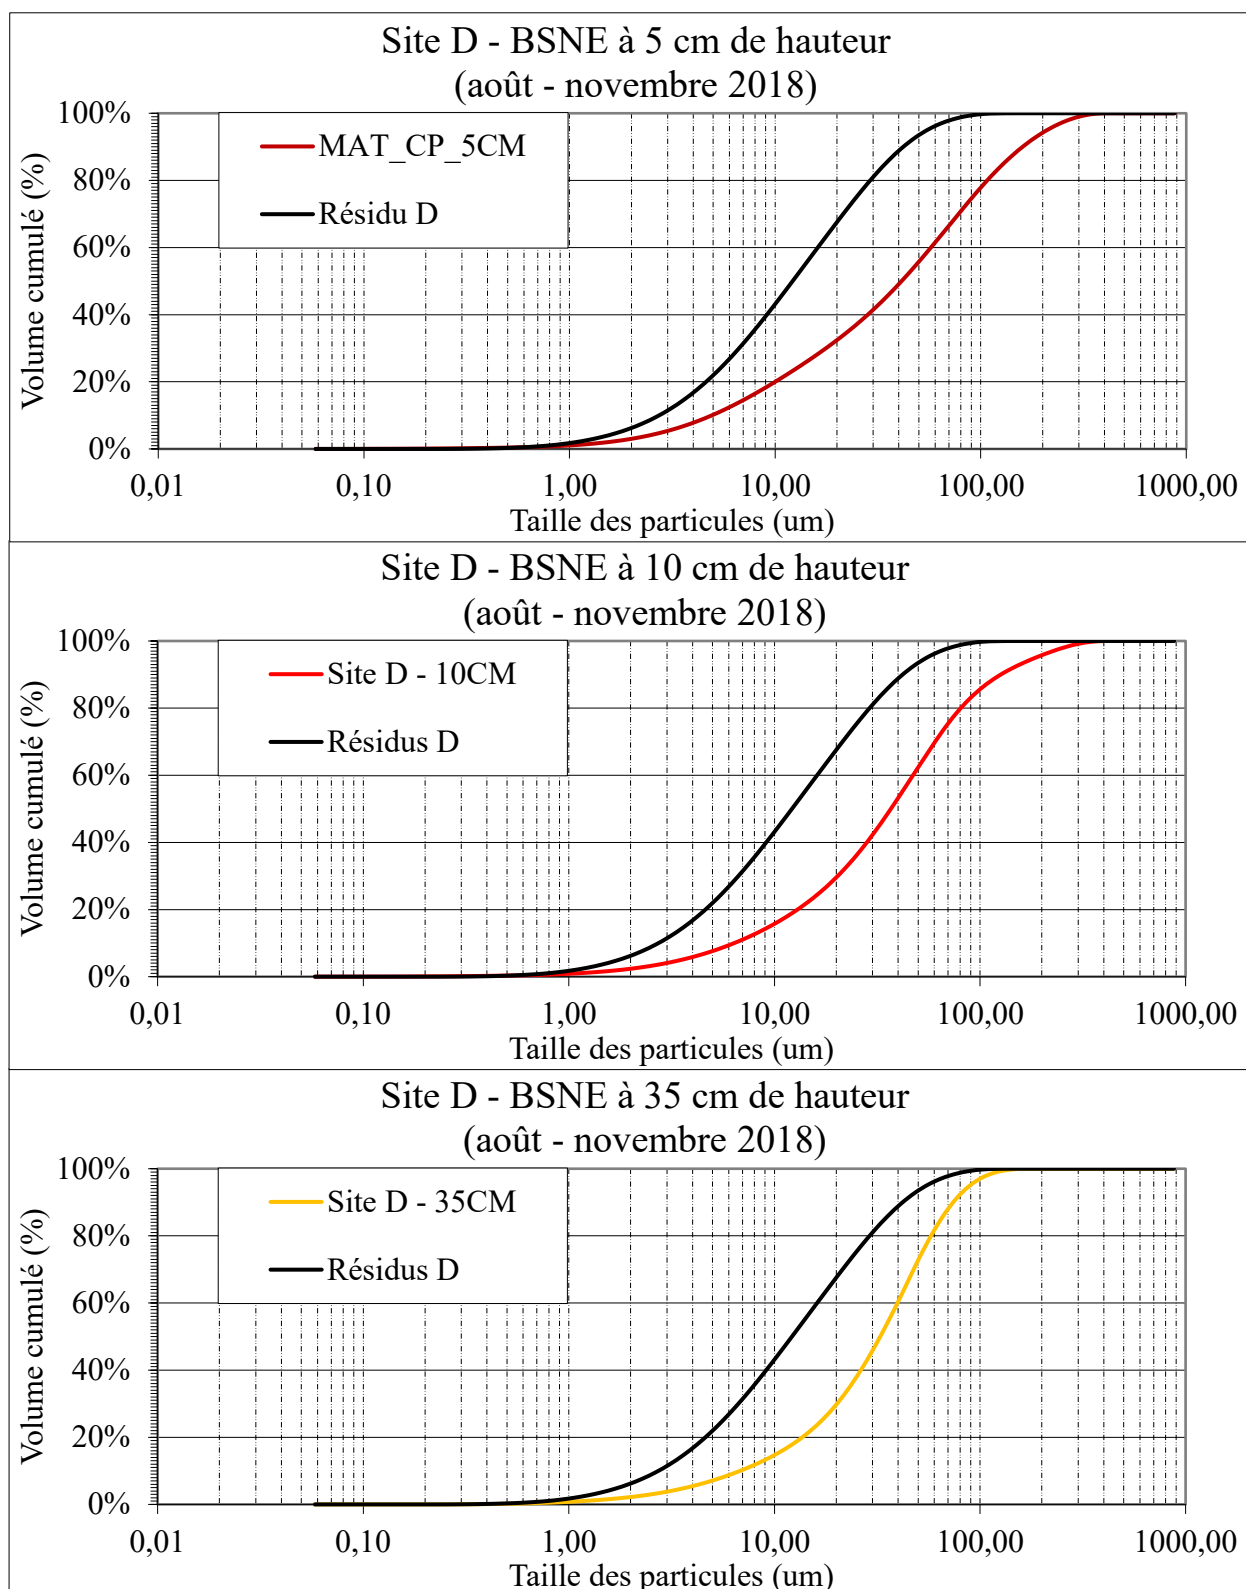 Site D - BSNE à 5 cm de hauteur
(août - novembre 2018)
Volume cumulé (%)
100%
80%
60%
40%
20%
0%
MAT_CP_5CM
Résidu D
0,01 0,10 1,00 10,00 100,00 1000,00
Taille des particules (um)
Site D - BSNE à 10 cm de hauteur
(août - novembre 2018)
Volume cumulé (%)
100%
80%
60%
40%
20%
0%
Site D - 10CM
Résidus D
0,01 0,10 1,00 10,00 100,00 1000,00
Taille des particules (um)
Site D - BSNE à 35 cm de hauteur
(août - novembre 2018)
Volume cumulé (%)
100%
80%
60%
40%
20%
0%
Site D - 35CM
Résidus D
0,01 0,10 1,00 10,00 100,00 1000,00
Taille des particules (um)